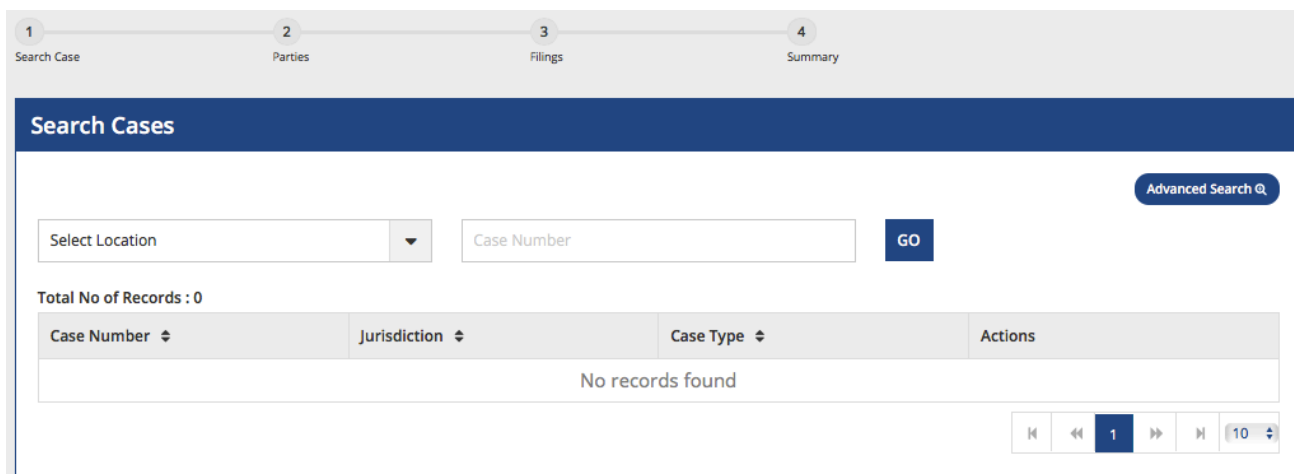 1 2 3 4
Search Case Parties Filings Summary
Search Cases
Advanced Search
Select Location Case Number GO
Total No of Records : 0
Case Number Jurisdiction Case Type Actions
No records found
1 10